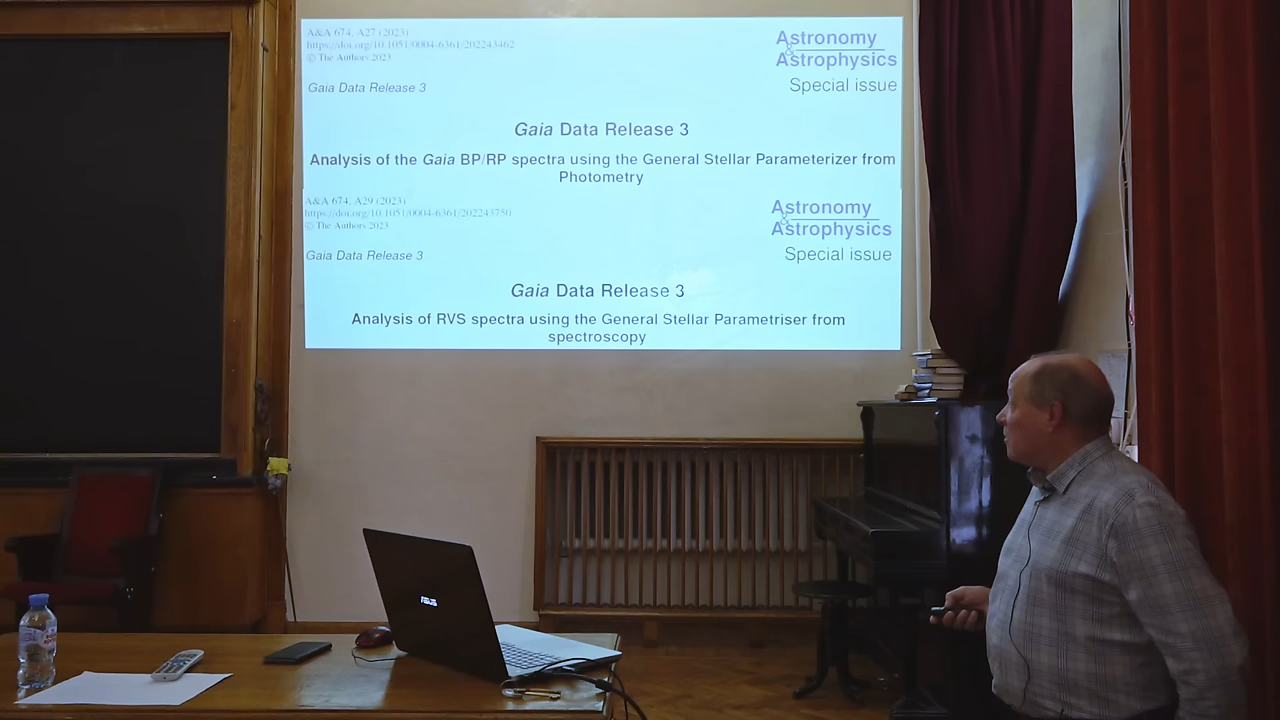 A&A 674, A27 (2023)
https://doi.org/10.1051/0004-6361/202243462
© The Authors 2023
Astronomy
&
Astrophysics
Special issue
Gaia Data Release 3
Gaia Data Release 3
Analysis of the Gaia BP/RP spectra using the General Stellar Parameterizer from
Photometry
A&A 674, A29 (2023)
https://doi.org/10.1051/0004-6361/202243750
© The Authors 2023
Astronomy
&
Astrophysics
Special issue
Gaia Data Release 3
Gaia Data Release 3
Analysis of RVS spectra using the General Stellar Parametriser from
spectroscopy
ASUS